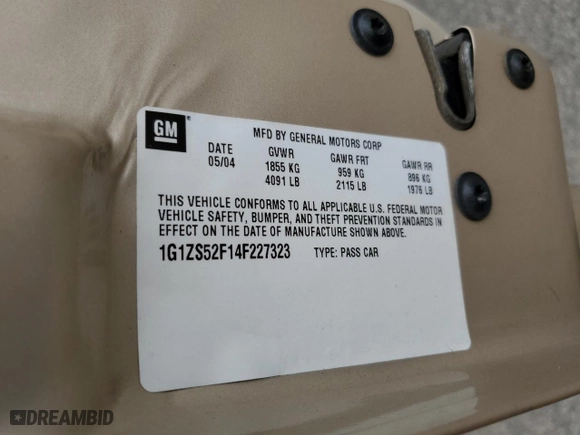 GM
MFD BY GENERAL MOTORS CORP
DATE GVWR GAWR FRT GAWR RR
05/04 1855 KG 959 KG 896 KG
4091 LB 2115 LB 1976 LB
THIS VEHICLE CONFORMS TO ALL APPLICABLE U.S. FEDERAL MOTOR
VEHICLE SAFETY, BUMPER, AND THEFT PREVENTION STANDARDS IN
EFFECT ON THE DATE OF MANUFACTURE SHOWN ABOVE.
1G1ZS52F14F227323 TYPE: PASS CAR
DREAMBID